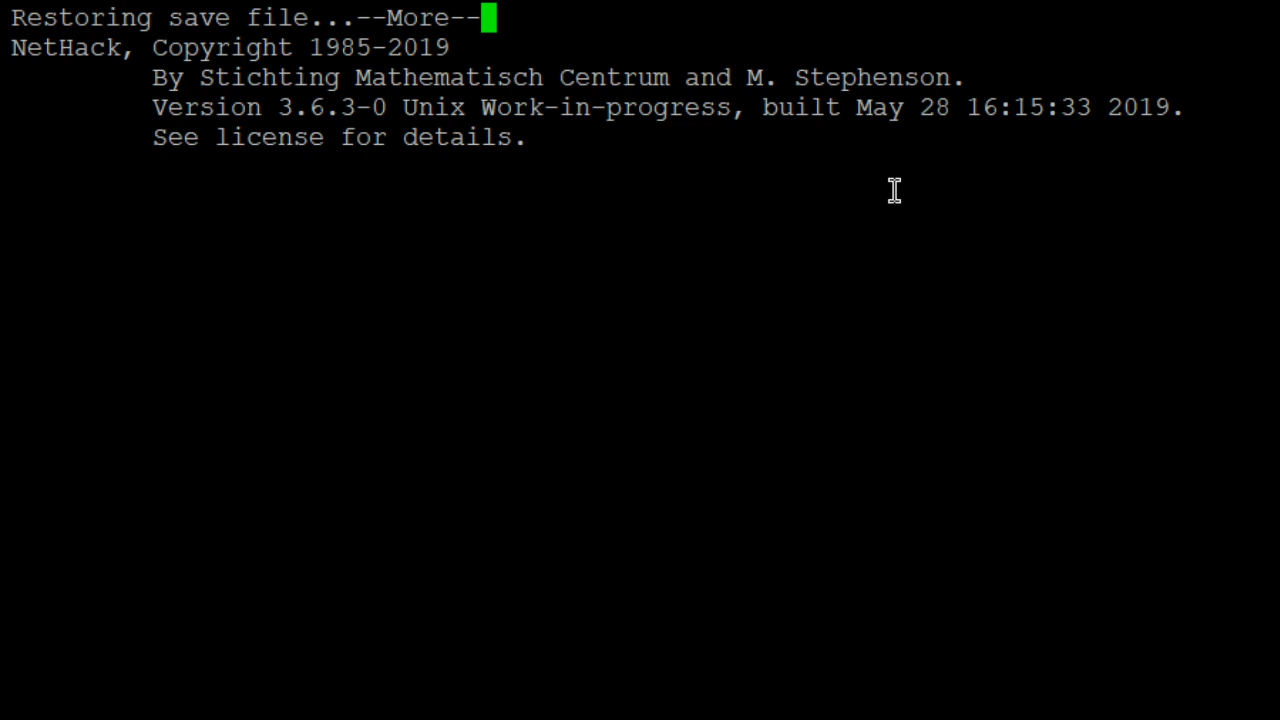 Restoring save file...--More--
NetHack, Copyright 1985-2019
By Stichting Mathematisch Centrum and M. Stephenson.
Version 3.6.3-0 Unix Work-in-progress, built May 28 16:15:33 2019.
See license for details.